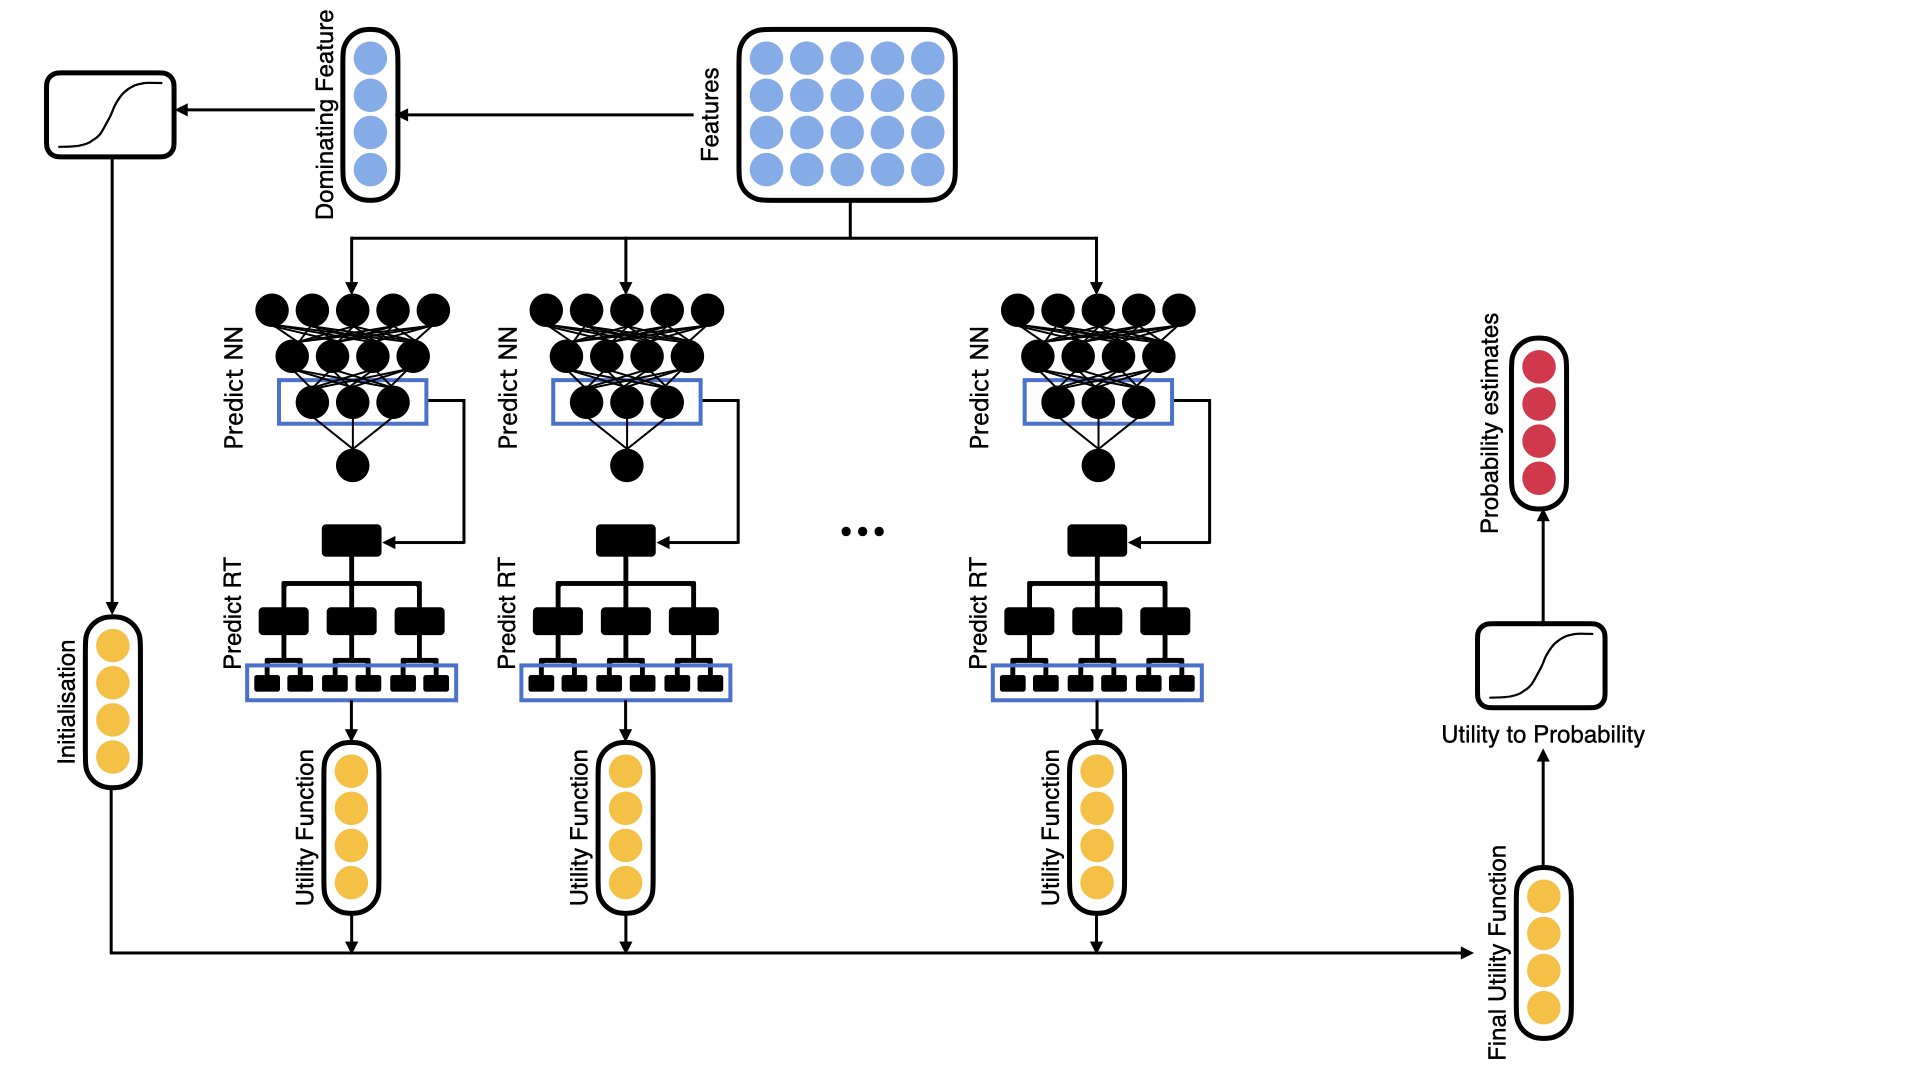 Dominating Feature
Features
Predict NN
Predict NN
Predict NN
Probability estimates
Predict RT
Predict RT
Predict RT
Initialisation
Utility to Probability
Utility Function
Utility Function
Utility Function
Final Utility Function